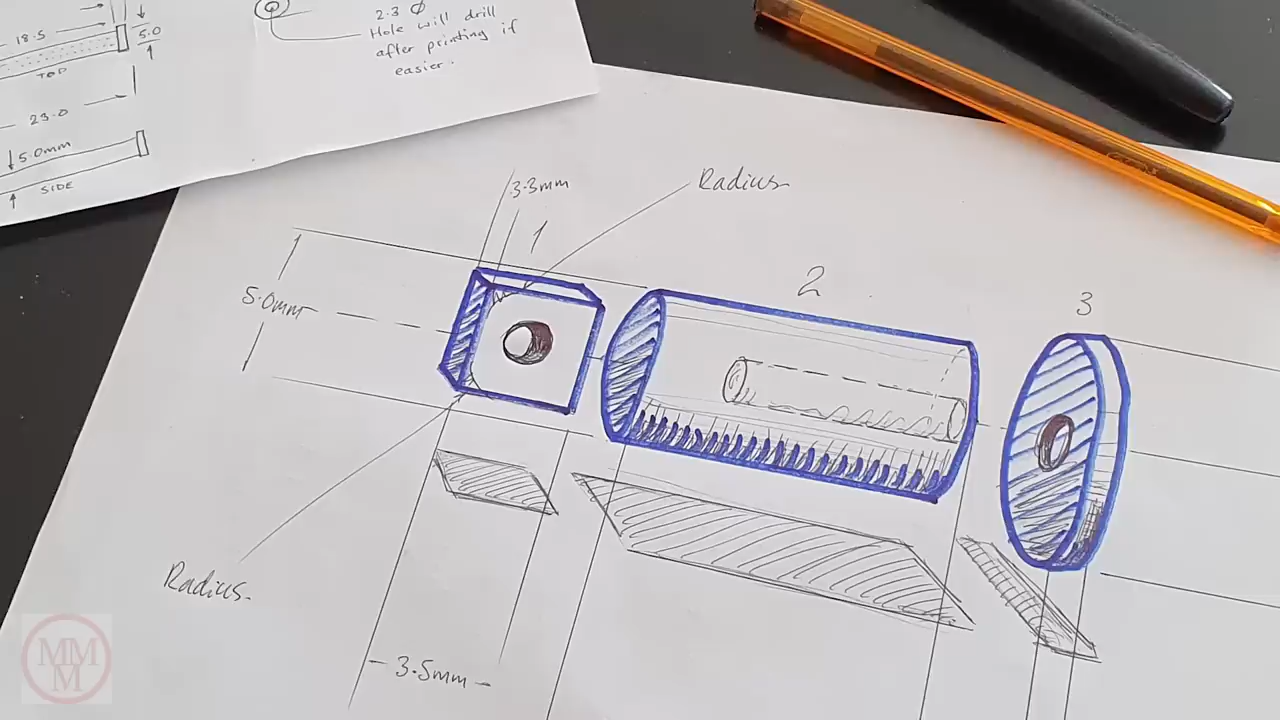 18.5
5.0
TOP
23.0
5.0mm
SIDE
2.3 Ø
Hole will drill
after printing if
easier.
3.3mm
Radius
1
2
3
5.0mm
Radius.
3.5mm
MMM
M